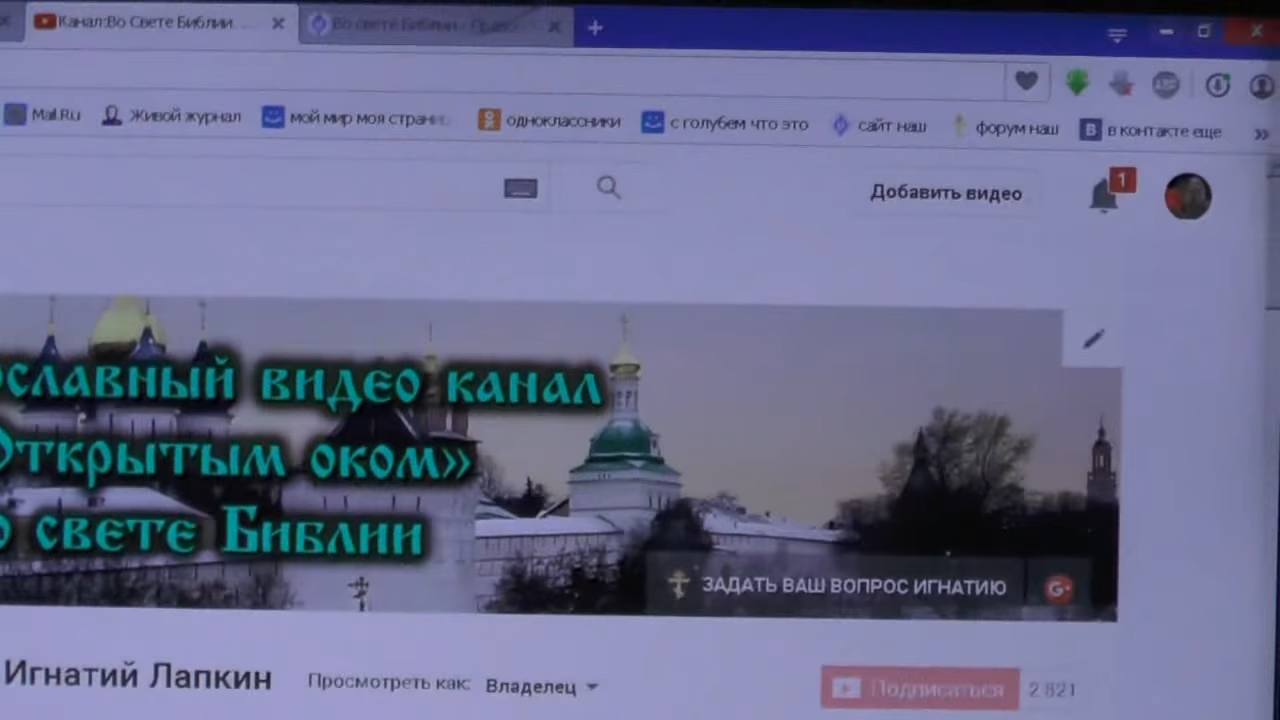 Канал:Во Свете Библии
Во свете Библии - Правос
Mail.Ru
Живой журнал
мой мир моя страни
одноклассники
с голубем что это
сайт наш
форум наш
в контакте еще
Добавить видео
1
ославный видео канал
Открытым оком»
о свете Библии
ЗАДАТЬ ВАШ ВОПРОС ИГНАТИЮ
G+
Игнатий Лапкин
Просмотреть как:
Владелец
Подписаться
2 821